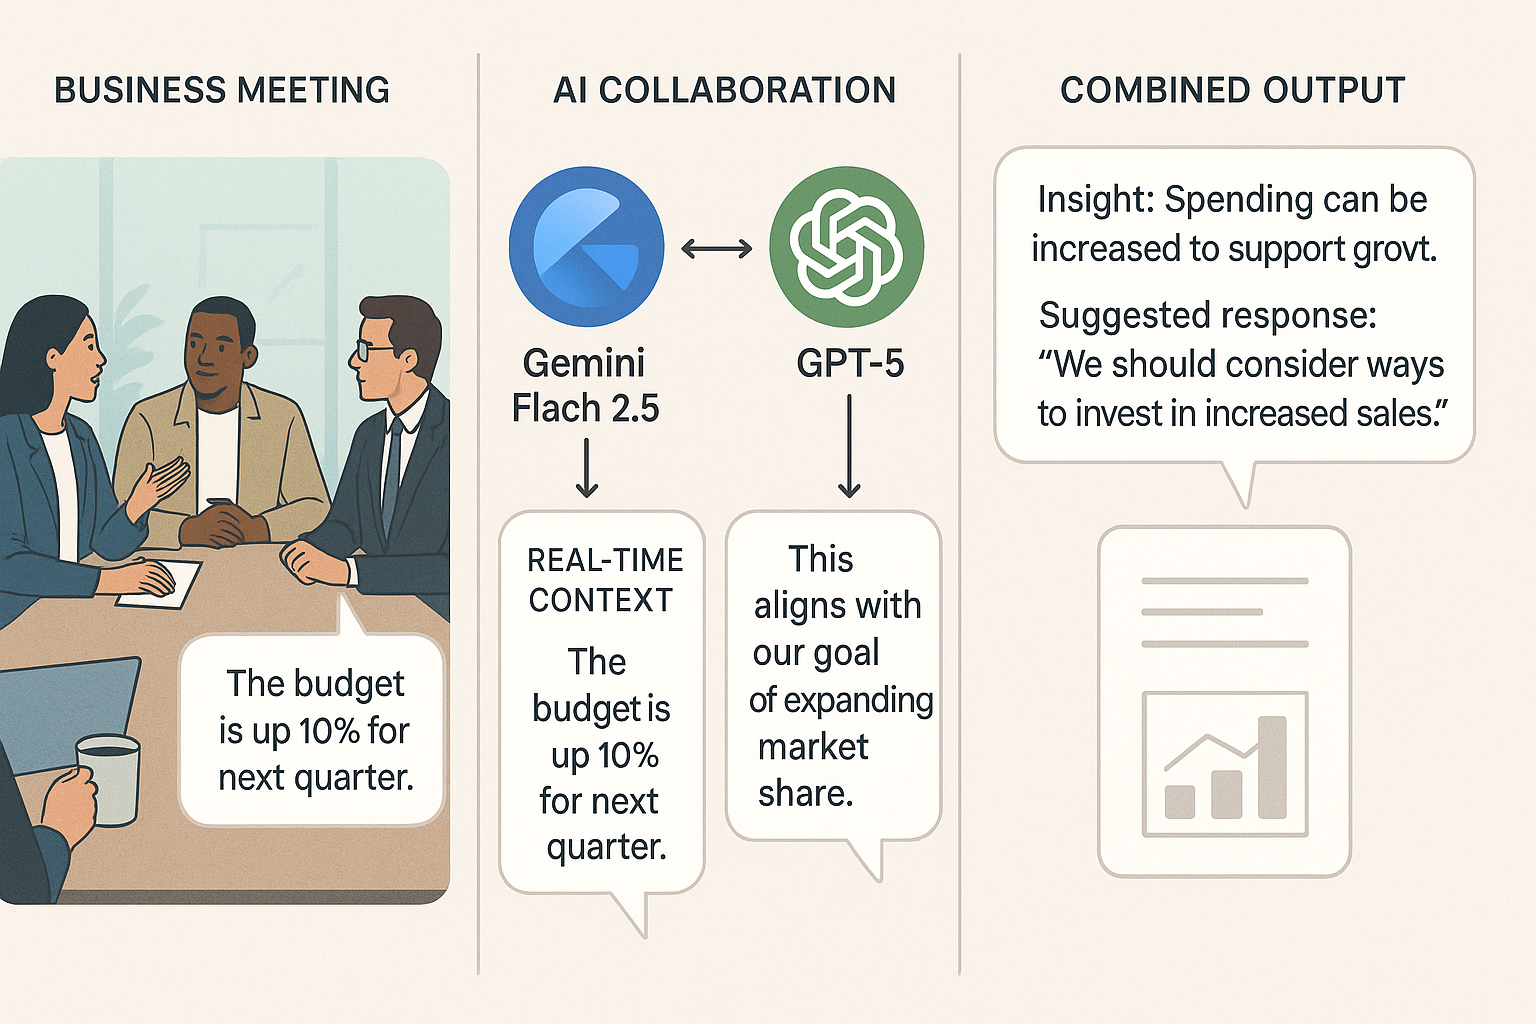 BUSINESS MEETING
The budget
is up 10% for
next quarter.
AI COLLABORATION
Gemini
Flach 2.5
GPT-5
REAL-TIME
CONTEXT
The
budget is
up 10%
for next
quarter.
This
aligns with
our goal
of expanding
market
share.
COMBINED OUTPUT
Insight: Spending can be
increased to support grovt.
Suggested response:
“We should consider ways
to invest in increased sales.”